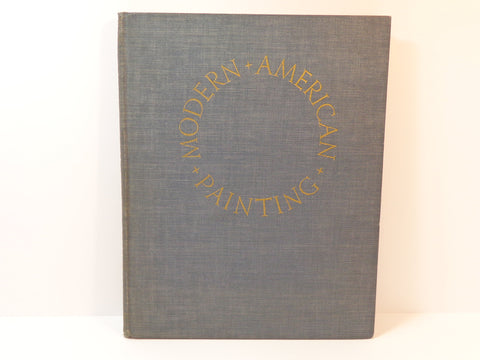 MODERN + AMERICAN + PAINTING +